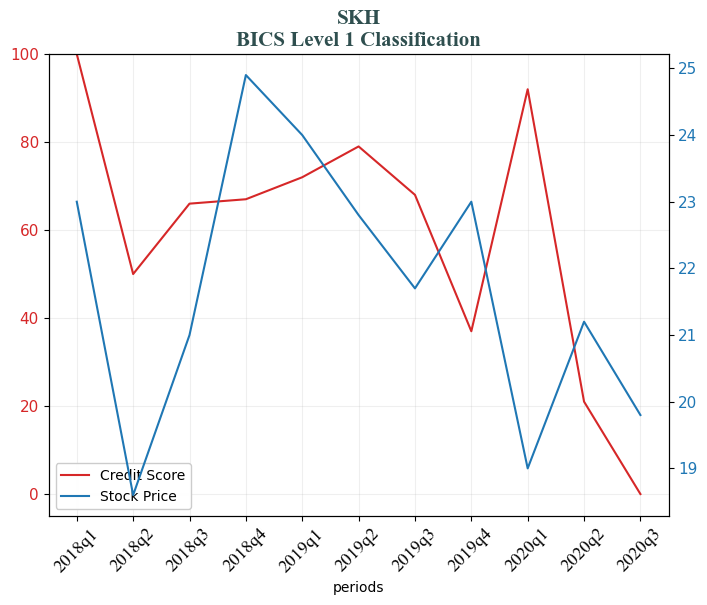 SKH
BICS Level 1 Classification
100
80
60
40
20
0
25
24
23
22
21
20
19
Credit Score
Stock Price
2018q1
2018q2
2018q3
2018q4
2019q1
2019q2
2019q3
2019q4
2020q1
2020q2
2020q3
periods